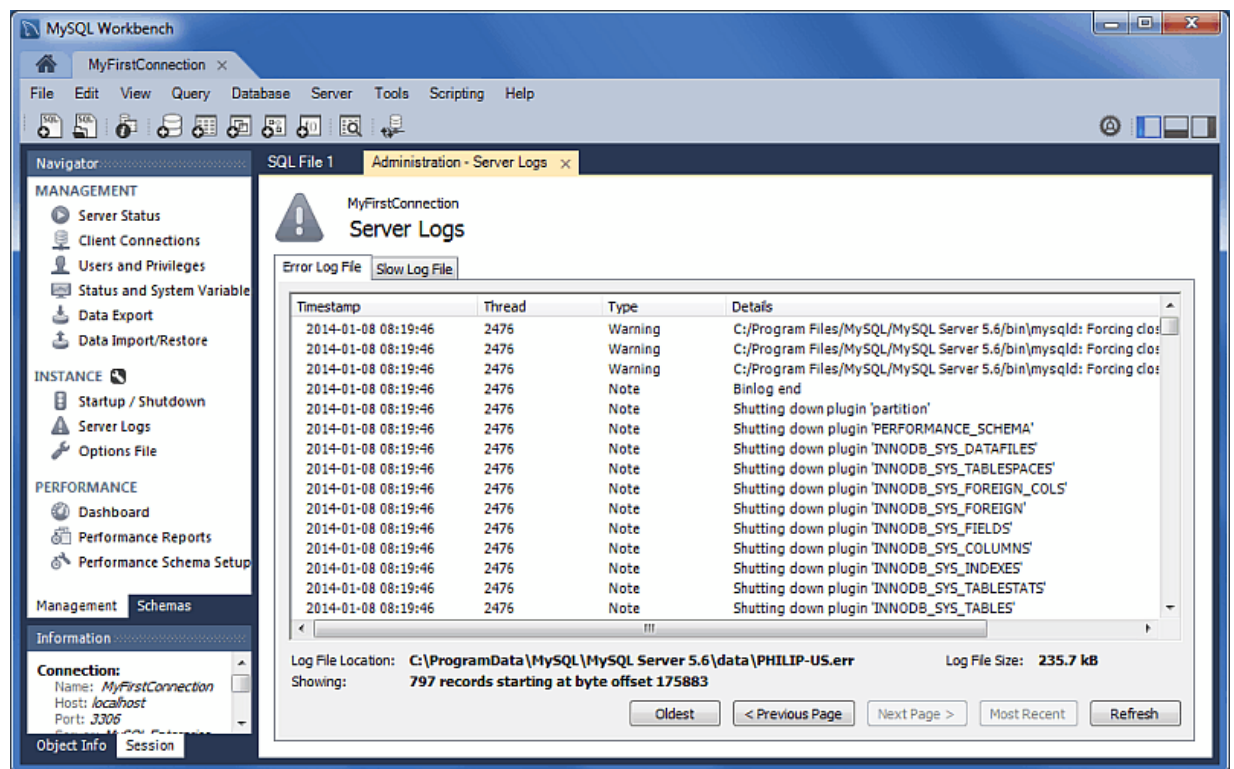 MySQL Workbench
MyFirstConnection ×
File Edit View Query Database Server Tools Scripting Help
Navigator
MANAGEMENT
Server Status
Client Connections
Users and Privileges
Status and System Variable
Data Export
Data Import/Restore
INSTANCE
Startup / Shutdown
Server Logs
Options File
PERFORMANCE
Dashboard
Performance Reports
Performance Schema Setup
Management Schemas
Information
Connection:
Name: MyFirstConnection
Host: localhost
Port: 3306
Object Info Session
SQL File 1 Administration - Server Logs ×
MyFirstConnection
Server Logs
Error Log File Slow Log File
Timestamp Thread Type Details
2014-01-08 08:19:46 2476 Warning C:/Program Files/MySQL/MySQL Server 5.6/bin\mysqld: Forcing clos
2014-01-08 08:19:46 2476 Warning C:/Program Files/MySQL/MySQL Server 5.6/bin\mysqld: Forcing clos
2014-01-08 08:19:46 2476 Warning C:/Program Files/MySQL/MySQL Server 5.6/bin\mysqld: Forcing clos
2014-01-08 08:19:46 2476 Note Binlog end
2014-01-08 08:19:46 2476 Note Shutting down plugin 'partition'
2014-01-08 08:19:46 2476 Note Shutting down plugin 'PERFORMANCE_SCHEMA'
2014-01-08 08:19:46 2476 Note Shutting down plugin 'INNODB_SYS_DATAFILES'
2014-01-08 08:19:46 2476 Note Shutting down plugin 'INNODB_SYS_TABLESPACES'
2014-01-08 08:19:46 2476 Note Shutting down plugin 'INNODB_SYS_FOREIGN_COLS'
2014-01-08 08:19:46 2476 Note Shutting down plugin 'INNODB_SYS_FOREIGN'
2014-01-08 08:19:46 2476 Note Shutting down plugin 'INNODB_SYS_FIELDS'
2014-01-08 08:19:46 2476 Note Shutting down plugin 'INNODB_SYS_COLUMNS'
2014-01-08 08:19:46 2476 Note Shutting down plugin 'INNODB_SYS_INDEXES'
2014-01-08 08:19:46 2476 Note Shutting down plugin 'INNODB_SYS_TABLESTATS'
2014-01-08 08:19:46 2476 Note Shutting down plugin 'INNODB_SYS_TABLES'
Log File Location: C:\ProgramData\MySQL\MySQL Server 5.6\data\PHILIP-US.err Log File Size: 235.7 kB
Showing: 797 records starting at byte offset 175883
Oldest < Previous Page Next Page > Most Recent Refresh